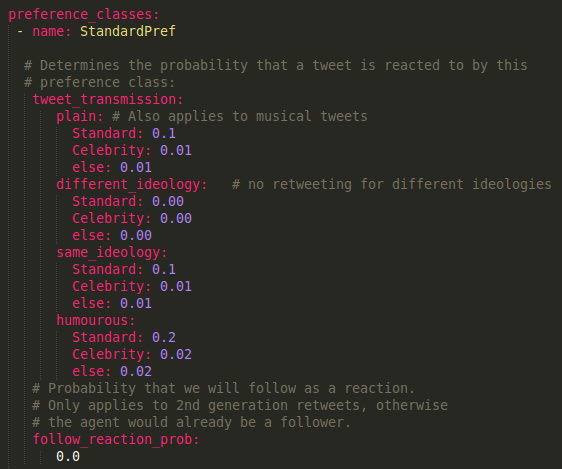 preference_classes:
- name: StandardPref
# Determines the probability that a tweet is reacted to by this
# preference class:
tweet_transmission:
plain: # Also applies to musical tweets
Standard: 0.1
Celebrity: 0.01
else: 0.01
different_ideology: # no retweeting for different ideologies
Standard: 0.00
Celebrity: 0.00
else: 0.00
same_ideology:
Standard: 0.1
Celebrity: 0.01
else: 0.01
humourous:
Standard: 0.2
Celebrity: 0.02
else: 0.02
# Probability that we will follow as a reaction.
# Only applies to 2nd generation retweets, otherwise
# the agent would already be a follower.
follow_reaction_prob:
0.0